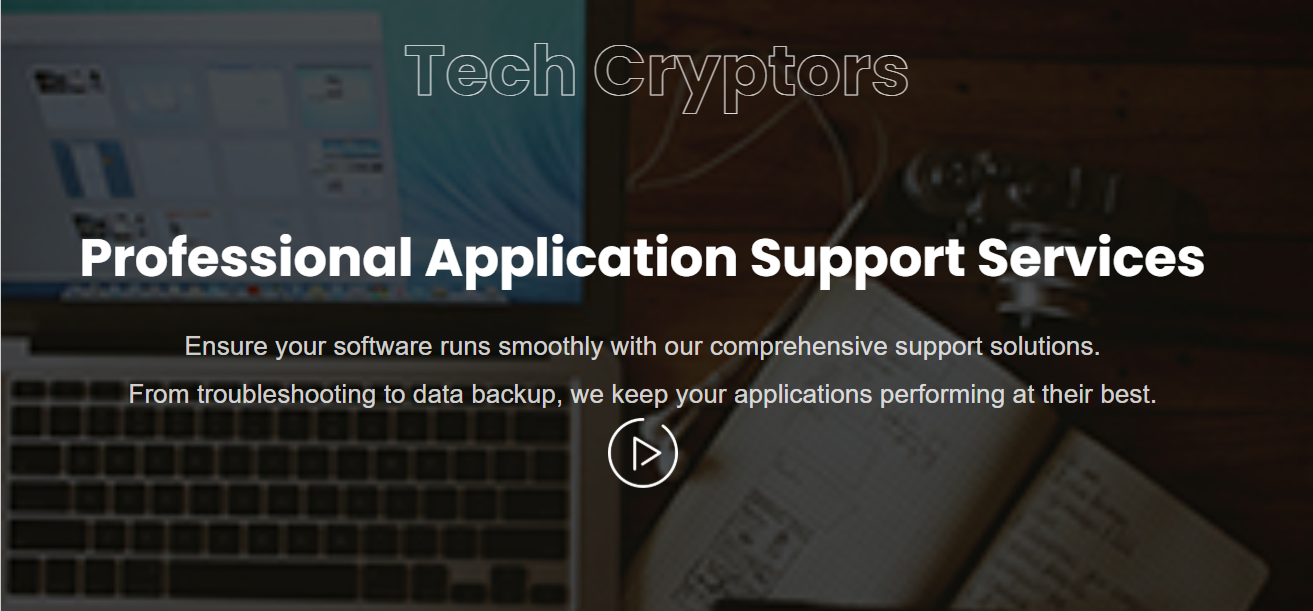 Tech Cryptors
Professional Application Support Services
Ensure your software runs smoothly with our comprehensive support solutions.
From troubleshooting to data backup, we keep your applications performing at their best.